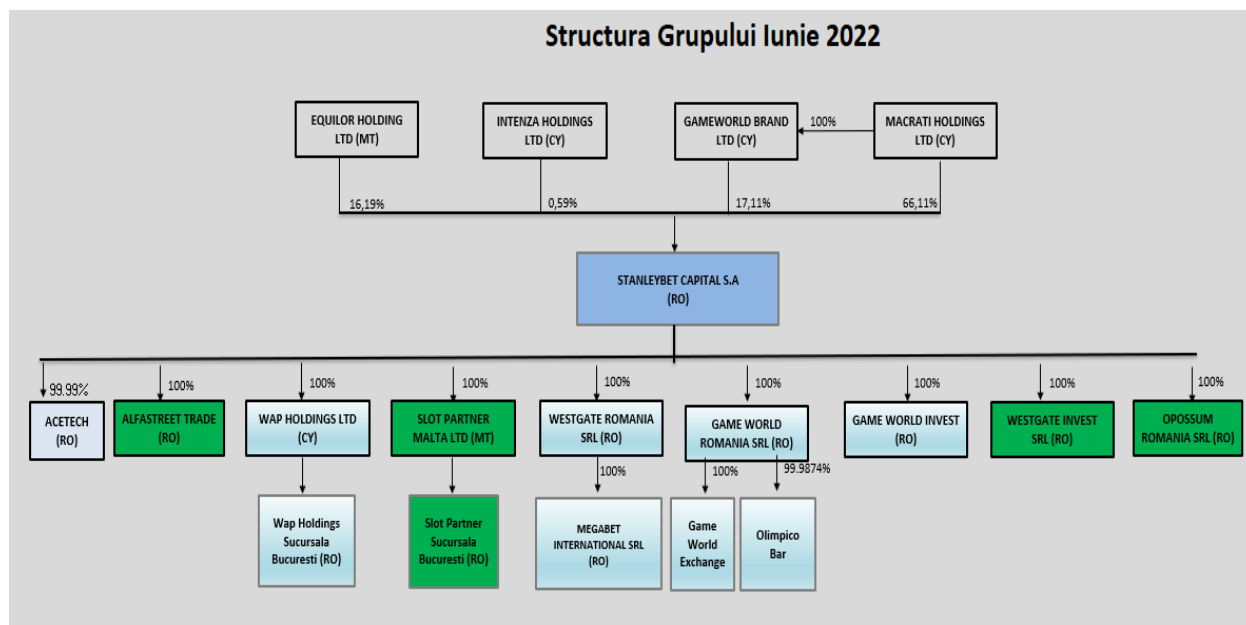 Structura Grupului Iunie 2022
EQUILOR HOLDING
LTD (MT)
INTENZA HOLDINGS
LTD (CY)
GAMEWORLD BRAND
LTD (CY)
100%
MACRATI HOLDINGS
LTD (CY)
16,19%
0,59%
17,11%
66,11%
STANLEYBET CAPITAL S.A
(RO)
99.99%
100%
100%
100%
100%
100%
100%
100%
100%
ACETECH
(RO)
ALFASTREET TRADE
(RO)
WAP HOLDINGS LTD
(CY)
SLOT PARTNER
MALTA LTD (MT)
WESTGATE ROMANIA
SRL (RO)
GAME WORLD
ROMANIA SRL (RO)
GAME WORLD INVEST
(RO)
WESTGATE INVEST
SRL (RO)
OPOSSUM
ROMANIA SRL (RO)
100%
100%
99.9874%
Wap Holdings
Sucursala
Bucuresti (RO)
Slot Partner
Sucursala
Bucuresti (RO)
MEGABET
INTERNATIONAL SRL
(RO)
Game
World
Exchange
Olimpico
Bar